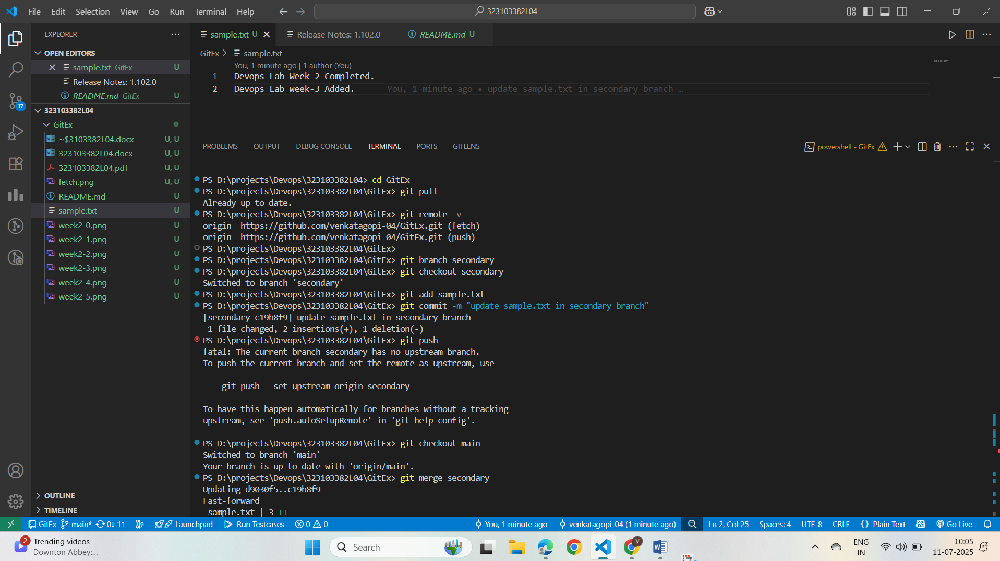 File Edit Selection View Go Run Terminal Help
323103382L04
EXPLORER
OPEN EDITORS
sample.txt GitEx U
Release Notes: 1.102.0
README.md GitEx U
323103382L04
GitEx
~$3103382L04.docx U, U
323103382L04.docx U, U
323103382L04.pdf U, U
fetch.png U, U
README.md U
sample.txt U
week2-0.png U
week2-1.png U
week2-2.png U
week2-3.png U
week2-4.png U
week2-5.png U
OUTLINE
TIMELINE
17
sample.txt U
Release Notes: 1.102.0
README.md U
GitEx > sample.txt
You, 1 minute ago | 1 author (You)
1 Devops Lab Week-2 Completed.
2 Devops Lab week-3 Added. You, 1 minute ago • update sample.txt in secondary branch …
PROBLEMS OUTPUT DEBUG CONSOLE TERMINAL PORTS GITLENS
powershell - GitEx
PS D:\projects\Devops\323103382L04> cd GitEx
PS D:\projects\Devops\323103382L04\GitEx> git pull
Already up to date.
PS D:\projects\Devops\323103382L04\GitEx> git remote -v
origin  https://github.com/venkatagopi-04/GitEx.git (fetch)
origin  https://github.com/venkatagopi-04/GitEx.git (push)
PS D:\projects\Devops\323103382L04\GitEx>
PS D:\projects\Devops\323103382L04\GitEx> git branch secondary
PS D:\projects\Devops\323103382L04\GitEx> git checkout secondary
Switched to branch 'secondary'
PS D:\projects\Devops\323103382L04\GitEx> git add sample.txt
PS D:\projects\Devops\323103382L04\GitEx> git commit -m "update sample.txt in secondary branch"
[secondary c19b8f9] update sample.txt in secondary branch
1 file changed, 2 insertions(+), 1 deletion(-)
PS D:\projects\Devops\323103382L04\GitEx> git push
fatal: The current branch secondary has no upstream branch.
To push the current branch and set the remote as upstream, use
git push --set-upstream origin secondary
To have this happen automatically for branches without a tracking
upstream, see 'push.autoSetupRemote' in 'git help config'.
PS D:\projects\Devops\323103382L04\GitEx> git checkout main
Switched to branch 'main'
Your branch is up to date with 'origin/main'.
PS D:\projects\Devops\323103382L04\GitEx> git merge secondary
Updating d9030f5..c19b8f9
Fast-forward
sample.txt | 3 ++-
GitEx main* 0↓ 1↑ Launchpad Run Testcases 0 0 You, 1 minute ago venkatagopi-04 (1 minute ago) Ln 2, Col 25 Spaces: 4 UTF-8 CRLF {} Plain Text Go Live
2
Trending videos
Downton Abbey:...
Search
V
ENG
IN
10:05
11-07-2025